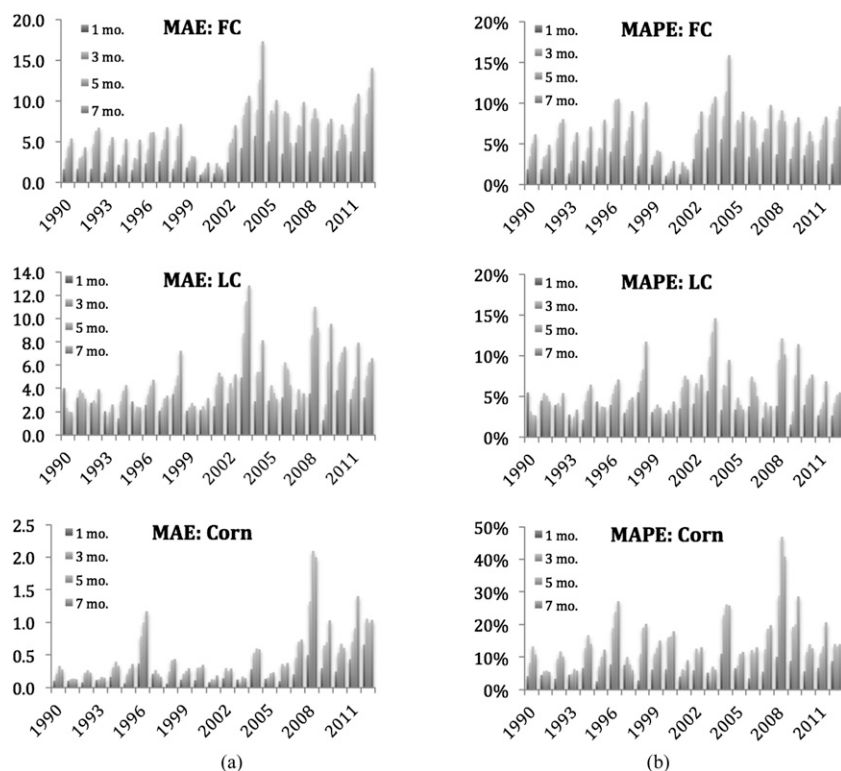 MAE: FC
20.0
15.0
10.0
5.0
0.0
1 mo.
3 mo.
5 mo.
7 mo.
1990
1993
1996
1999
2002
2005
2008
2011
MAPE: FC
20%
15%
10%
5%
0%
1 mo.
3 mo.
5 mo.
7 mo.
1990
1993
1996
1999
2002
2005
2008
2011
MAE: LC
14.0
12.0
10.0
8.0
6.0
4.0
2.0
0.0
1 mo.
3 mo.
5 mo.
7 mo.
1990
1993
1996
1999
2002
2005
2008
2011
MAPE: LC
20%
15%
10%
5%
0%
1 mo.
3 mo.
5 mo.
7 mo.
1990
1993
1996
1999
2002
2005
2008
2011
MAE: Corn
2.5
2.0
1.5
1.0
0.5
0.0
1 mo.
3 mo.
5 mo.
7 mo.
1990
1993
1996
1999
2002
2005
2008
2011
MAPE: Corn
50%
40%
30%
20%
10%
0%
1 mo.
3 mo.
5 mo.
7 mo.
1990
1993
1996
1999
2002
2005
2008
2011
(a)
(b)